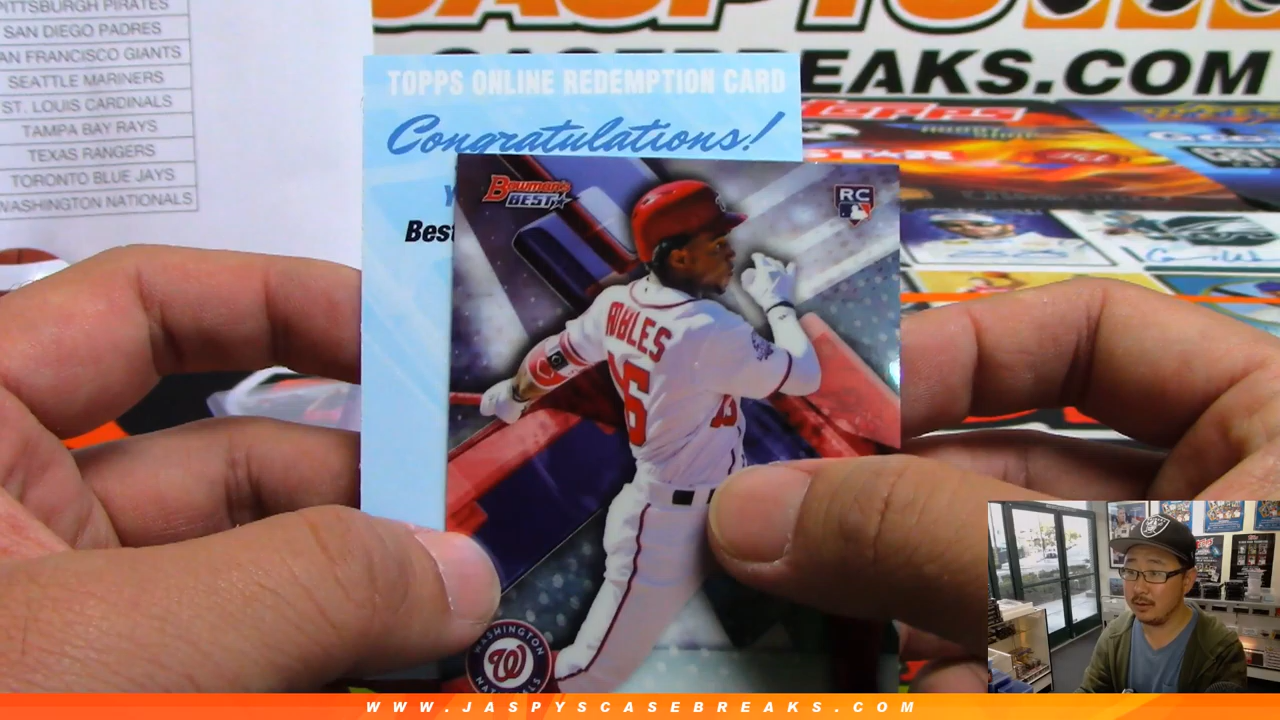 PITTSBURGH PIRATES
SAN DIEGO PADRES
SAN FRANCISCO GIANTS
SEATTLE MARINERS
ST. LOUIS CARDINALS
TAMPA BAY RAYS
TEXAS RANGERS
TORONTO BLUE JAYS
WASHINGTON NATIONALS
EAKS.COM
TOPPS ONLINE REDEMPTION CARD
Congratulations!
Best
Bowman's
BEST
RC
ROBLES
16
WASHINGTON
W
WWW.JASPYSCASEBREAKS.COM